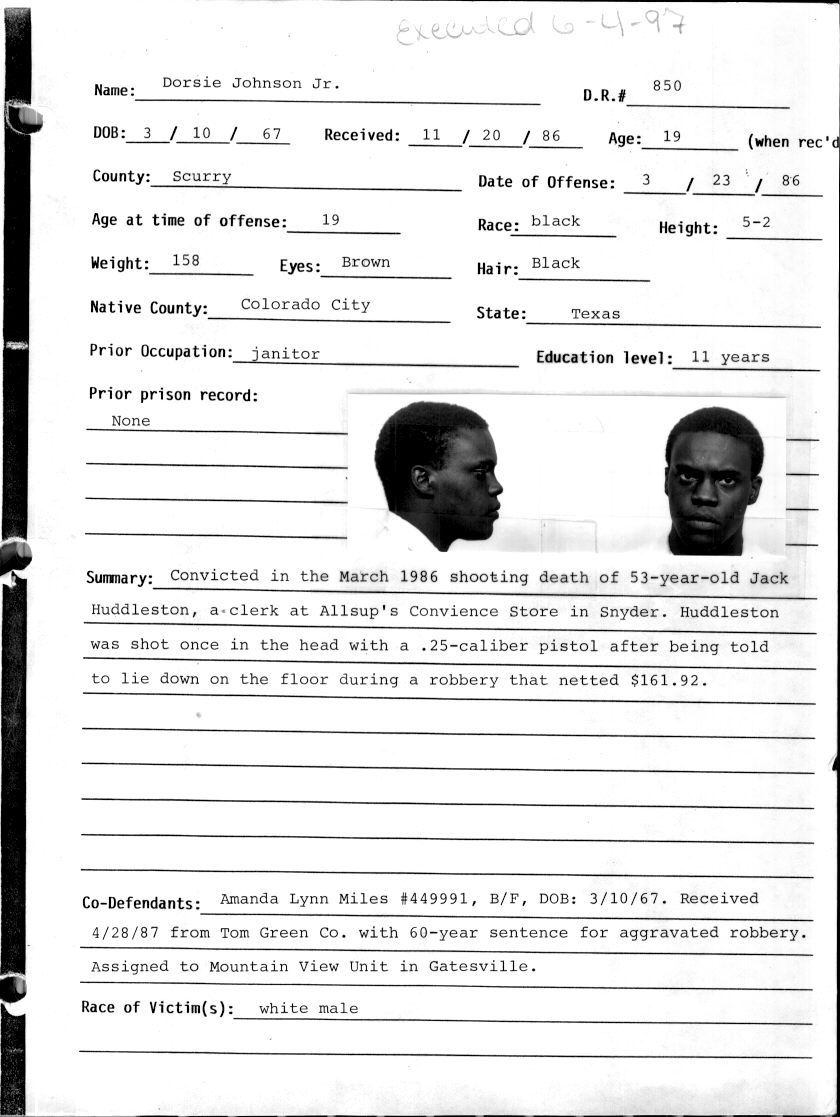 Executed 6-4-97
Name: Dorsie Johnson Jr. D.R.# 850
DOB: 3 / 10 / 67 Received: 11 / 20 / 86 Age: 19 (when rec'd
County: Scurry Date of Offense: 3 / 23 / 86
Age at time of offense: 19 Race: black Height: 5-2
Weight: 158 Eyes: Brown Hair: Black
Native County: Colorado City State: Texas
Prior Occupation: janitor Education level: 11 years
Prior prison record:
None
Summary: Convicted in the March 1986 shooting death of 53-year-old Jack
Huddleston, a clerk at Allsup's Convience Store in Snyder. Huddleston
was shot once in the head with a .25-caliber pistol after being told
to lie down on the floor during a robbery that netted $161.92.
Co-Defendants: Amanda Lynn Miles #449991, B/F, DOB: 3/10/67. Received
4/28/87 from Tom Green Co. with 60-year sentence for aggravated robbery.
Assigned to Mountain View Unit in Gatesville.
Race of Victim(s): white male